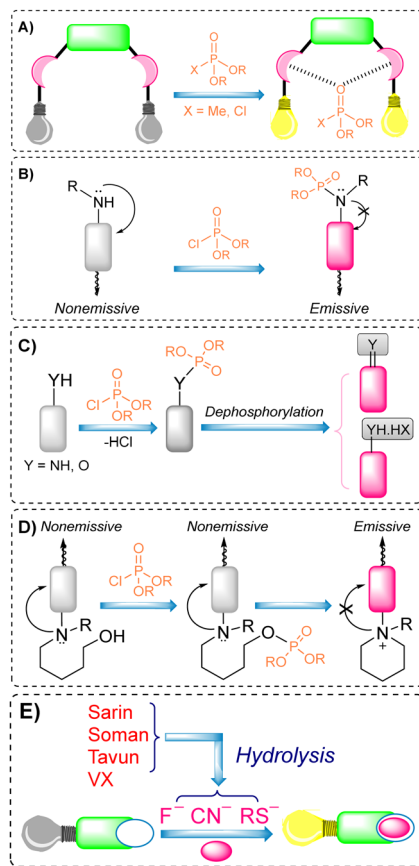 A)
O
X P OR
OR
X = Me, Cl
O
X P OR
OR
B)
R NH
RO O
P
RO N R
O
Cl P OR
OR
X
Nonemissive
Emissive
C)
YH
Y = NH, O
O
Cl P OR
OR
-HCl
RO OR
P
Y O
Dephosphorylation
Y
YH.HX
D)
Nonemissive
Nonemissive
Emissive
O
Cl P OR
OR
N R
OH
N R
O O
P
RO OR
X
R
N
+
E)
Sarin
Soman
Tavun
VX
Hydrolysis
F⁻ CN⁻ RS⁻